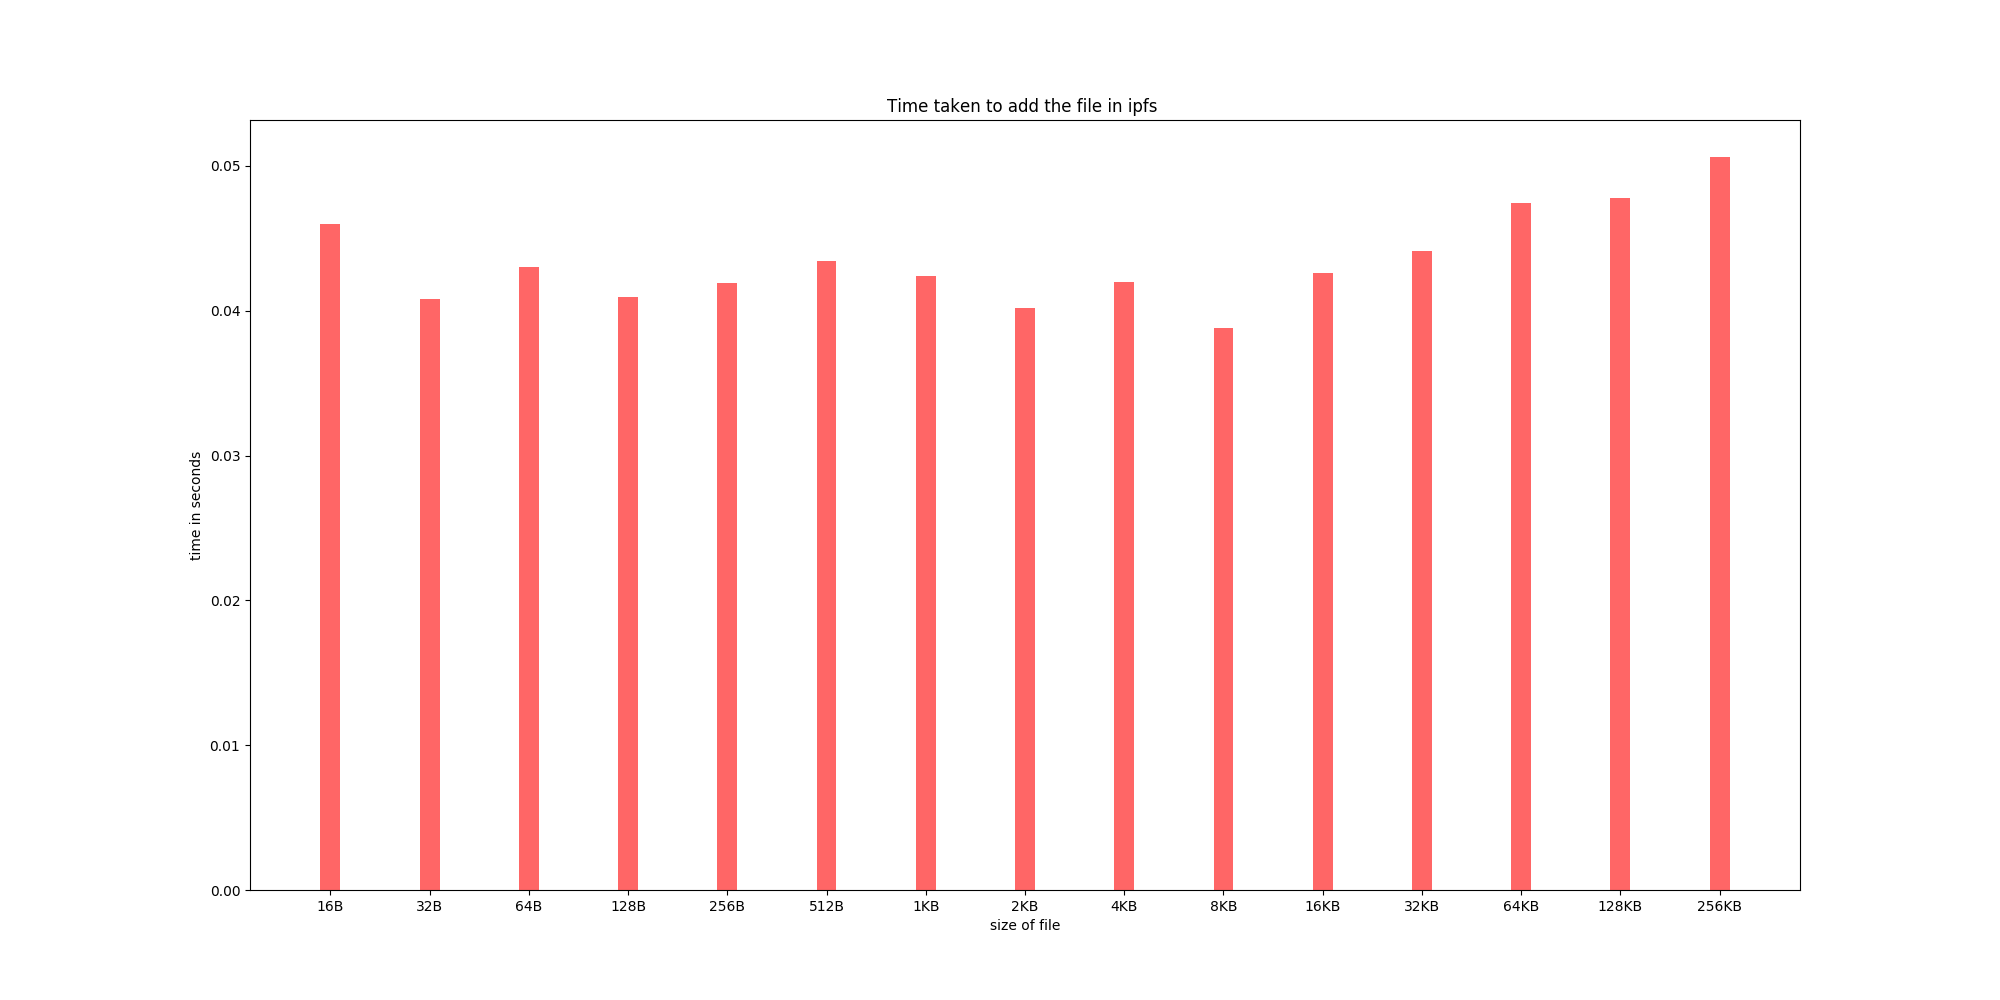 Time taken to add the file in ipfs
0.05
0.04
0.03
0.02
0.01
0.00
time in seconds
16B 32B 64B 128B 256B 512B 1KB 2KB 4KB 8KB 16KB 32KB 64KB 128KB 256KB
size of file